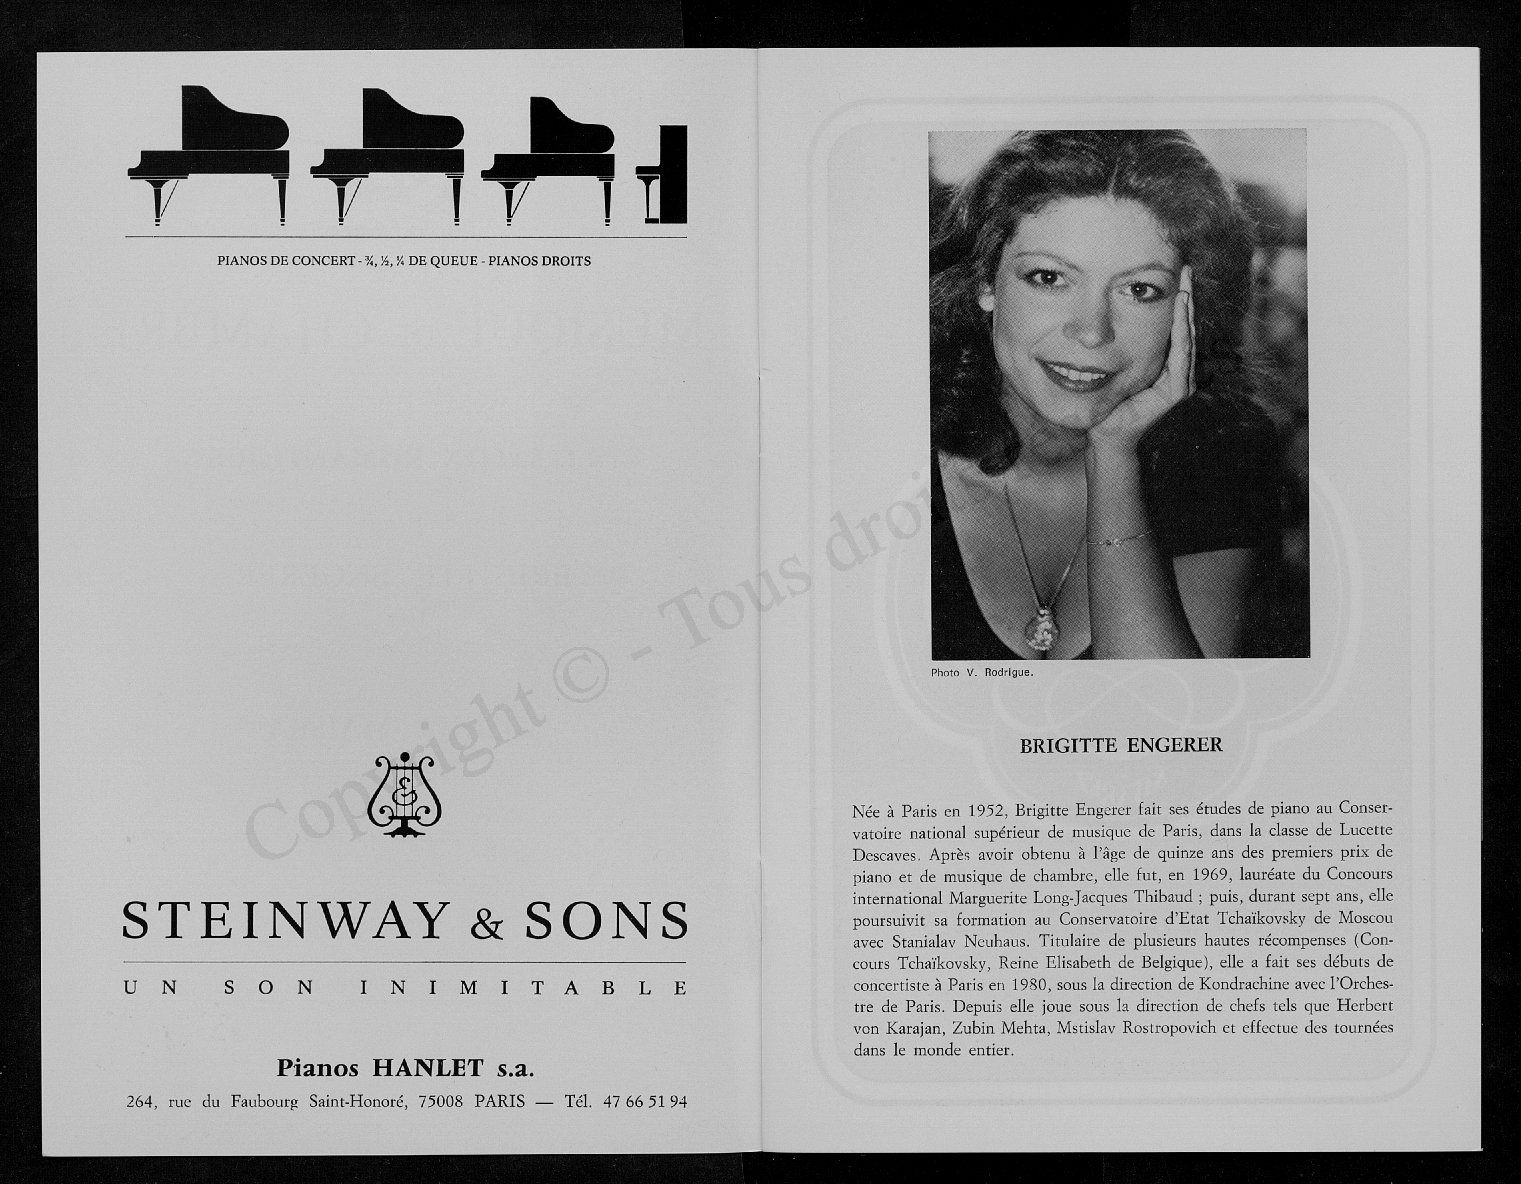 PIANOS DE CONCERT - ¾, ½, ¼ DE QUEUE - PIANOS DROITS
&
STEINWAY & SONS
UN SON INIMITABLE
Pianos HANLET s.a.
264, rue du Faubourg Saint-Honoré, 75008 PARIS — Tél. 47 66 51 94
Copyright © - Tous droi
Photo V. Rodrigue.
BRIGITTE ENGERER
Née à Paris en 1952, Brigitte Engerer fait ses études de piano au Conser-
vatoire national supérieur de musique de Paris, dans la classe de Lucette
Descaves. Après avoir obtenu à l'âge de quinze ans des premiers prix de
piano et de musique de chambre, elle fut, en 1969, lauréate du Concours
international Marguerite Long-Jacques Thibaud ; puis, durant sept ans, elle
poursuivit sa formation au Conservatoire d'Etat Tchaïkovsky de Moscou
avec Stanialav Neuhaus. Titulaire de plusieurs hautes récompenses (Con-
cours Tchaïkovsky, Reine Elisabeth de Belgique), elle a fait ses débuts de
concertiste à Paris en 1980, sous la direction de Kondrachine avec l'Orches-
tre de Paris. Depuis elle joue sous la direction de chefs tels que Herbert
von Karajan, Zubin Mehta, Mstislav Rostropovich et effectue des tournées
dans le monde entier.